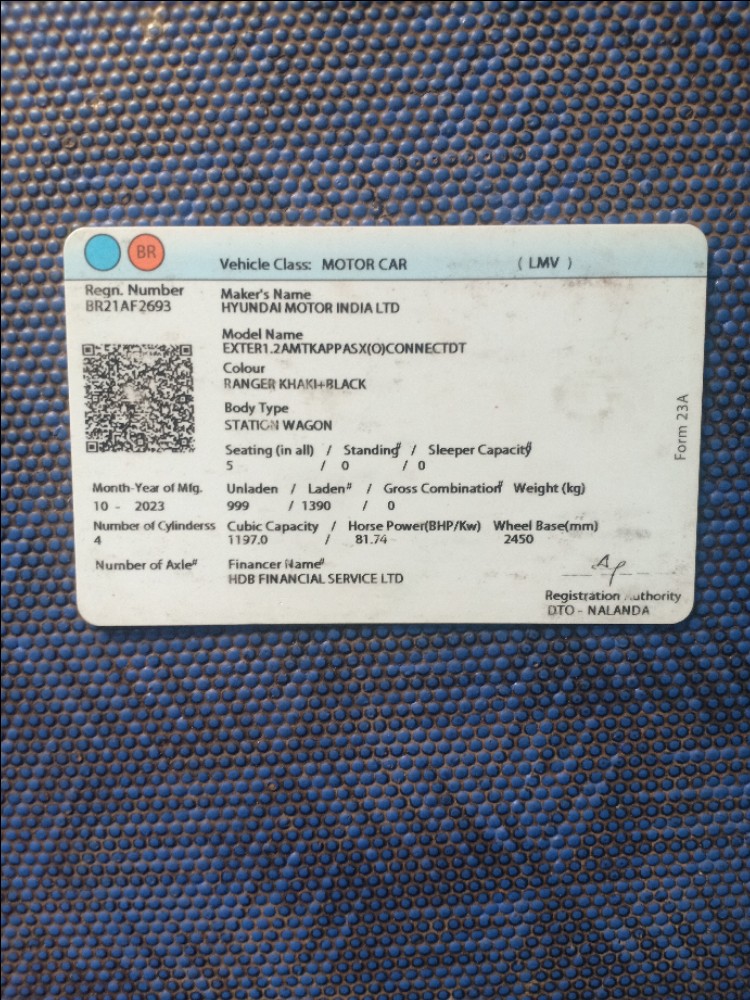 BR
Vehicle Class: MOTOR CAR ( LMV )
Regn. Number
BR21AF2693
Maker's Name
HYUNDAI MOTOR INDIA LTD
Model Name
EXTER1.2AMTKAPPASX(O)CONNECTDT
Colour
RANGER KHAKI+BLACK
Body Type
STATION WAGON
Seating (in all) / Standing# / Sleeper Capacity#
5 / 0 / 0
Month-Year of Mfg. Unladen / Laden# / Gross Combination# Weight (kg)
10 - 2023 999 / 1390 / 0
Number of Cylinderss Cubic Capacity / Horse Power(BHP/Kw) Wheel Base(mm)
4 1197.0 / 81.74 2450
Number of Axle# Financer Name#
HDB FINANCIAL SERVICE LTD
Registration Authority
DTO - NALANDA
Form 23A